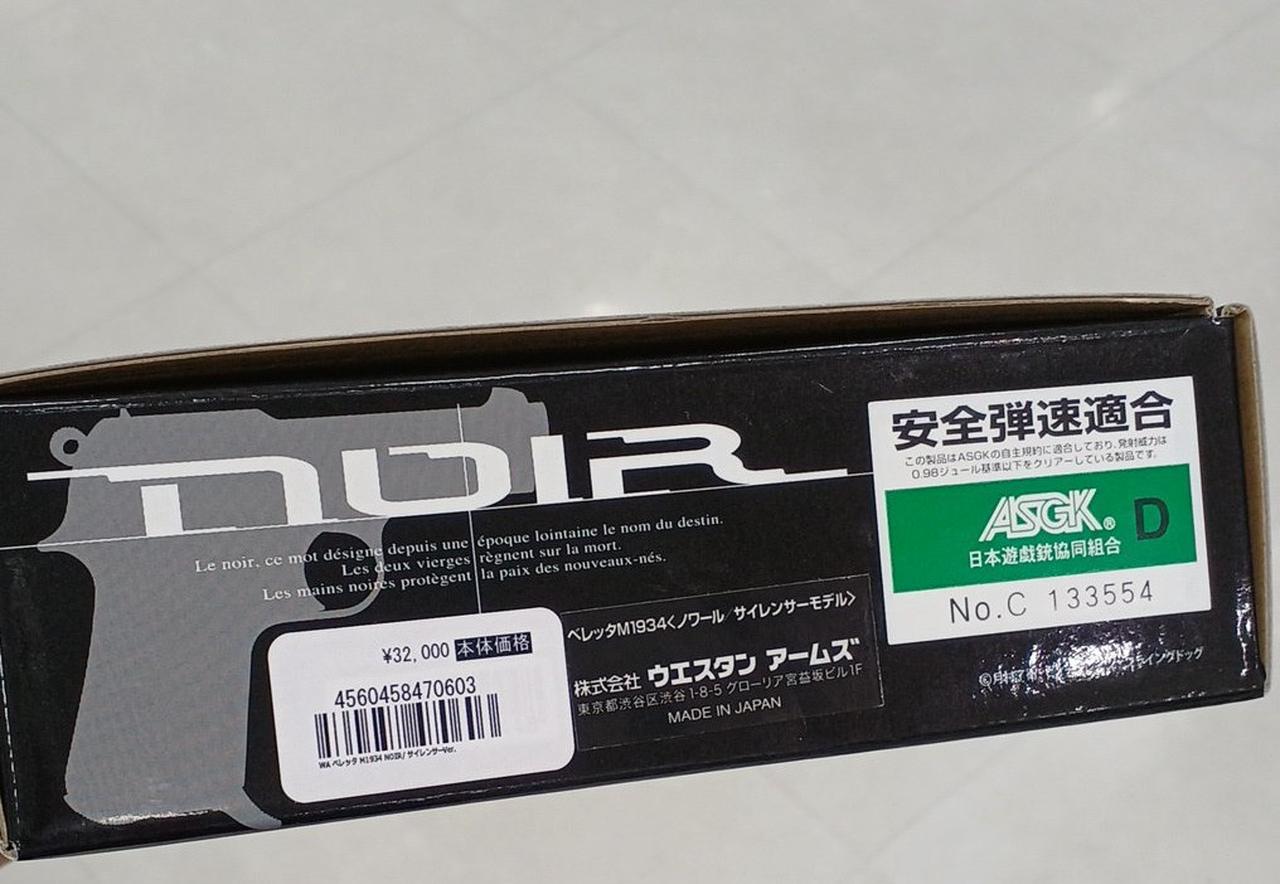 NOIR
Le noir, ce mot désigne depuis une époque lointaine le nom du destin.
Les deux vierges règnent sur la mort.
Les mains noires protègent la paix des nouveaux-nés.
¥32,000 本体価格
4560458470603
WA ベレッタ M1934 NOIR/サイレンサーVer.
ベレッタM1934<ノワール/サイレンサーモデル>
株式会社 ウエスタン アームズ
東京都渋谷区渋谷1-8-5 グローリア宮益坂ビル1F
MADE IN JAPAN
安全弾速適合
この製品はASGKの自主規約に適合しており、発射威力は
0.98ジュール基準以下をクリアーしている製品です。
ASGK® D
日本遊戯銃協同組合
No.C 133554